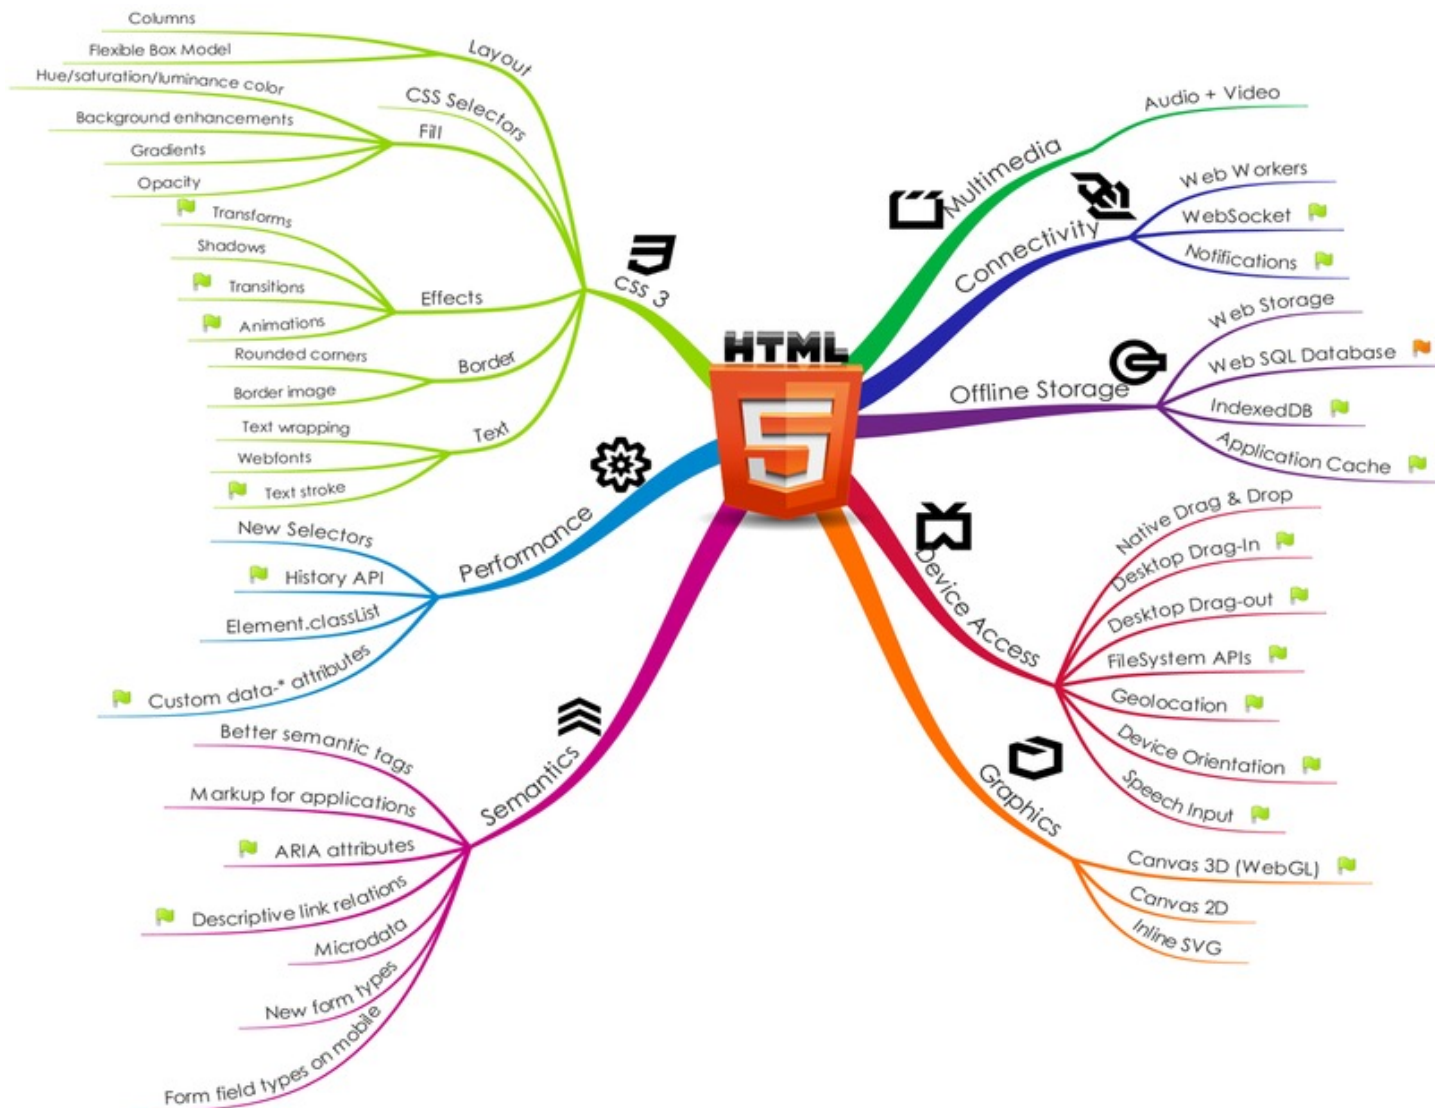 HTML
5
css 3
Layout
Columns
Flexible Box Model
CSS Selectors
Fill
Hue/saturation/luminance color
Background enhancements
Gradients
Opacity
Effects
Transforms
Shadows
Transitions
Animations
Border
Rounded corners
Border image
Text
Text wrapping
Webfonts
Text stroke
Performance
New Selectors
History API
Element.classList
Custom data-* attributes
Semantics
Better semantic tags
Markup for applications
ARIA attributes
Descriptive link relations
Microdata
New form types
Form field types on mobile
Multimedia
Audio + Video
Connectivity
Web Workers
WebSocket
Notifications
Offline Storage
Web Storage
Web SQL Database
IndexedDB
Application Cache
Device Access
Native Drag & Drop
Desktop Drag-In
Desktop Drag-out
FileSystem APIs
Geolocation
Device Orientation
Speech Input
Graphics
Canvas 3D (WebGL)
Canvas 2D
Inline SVG